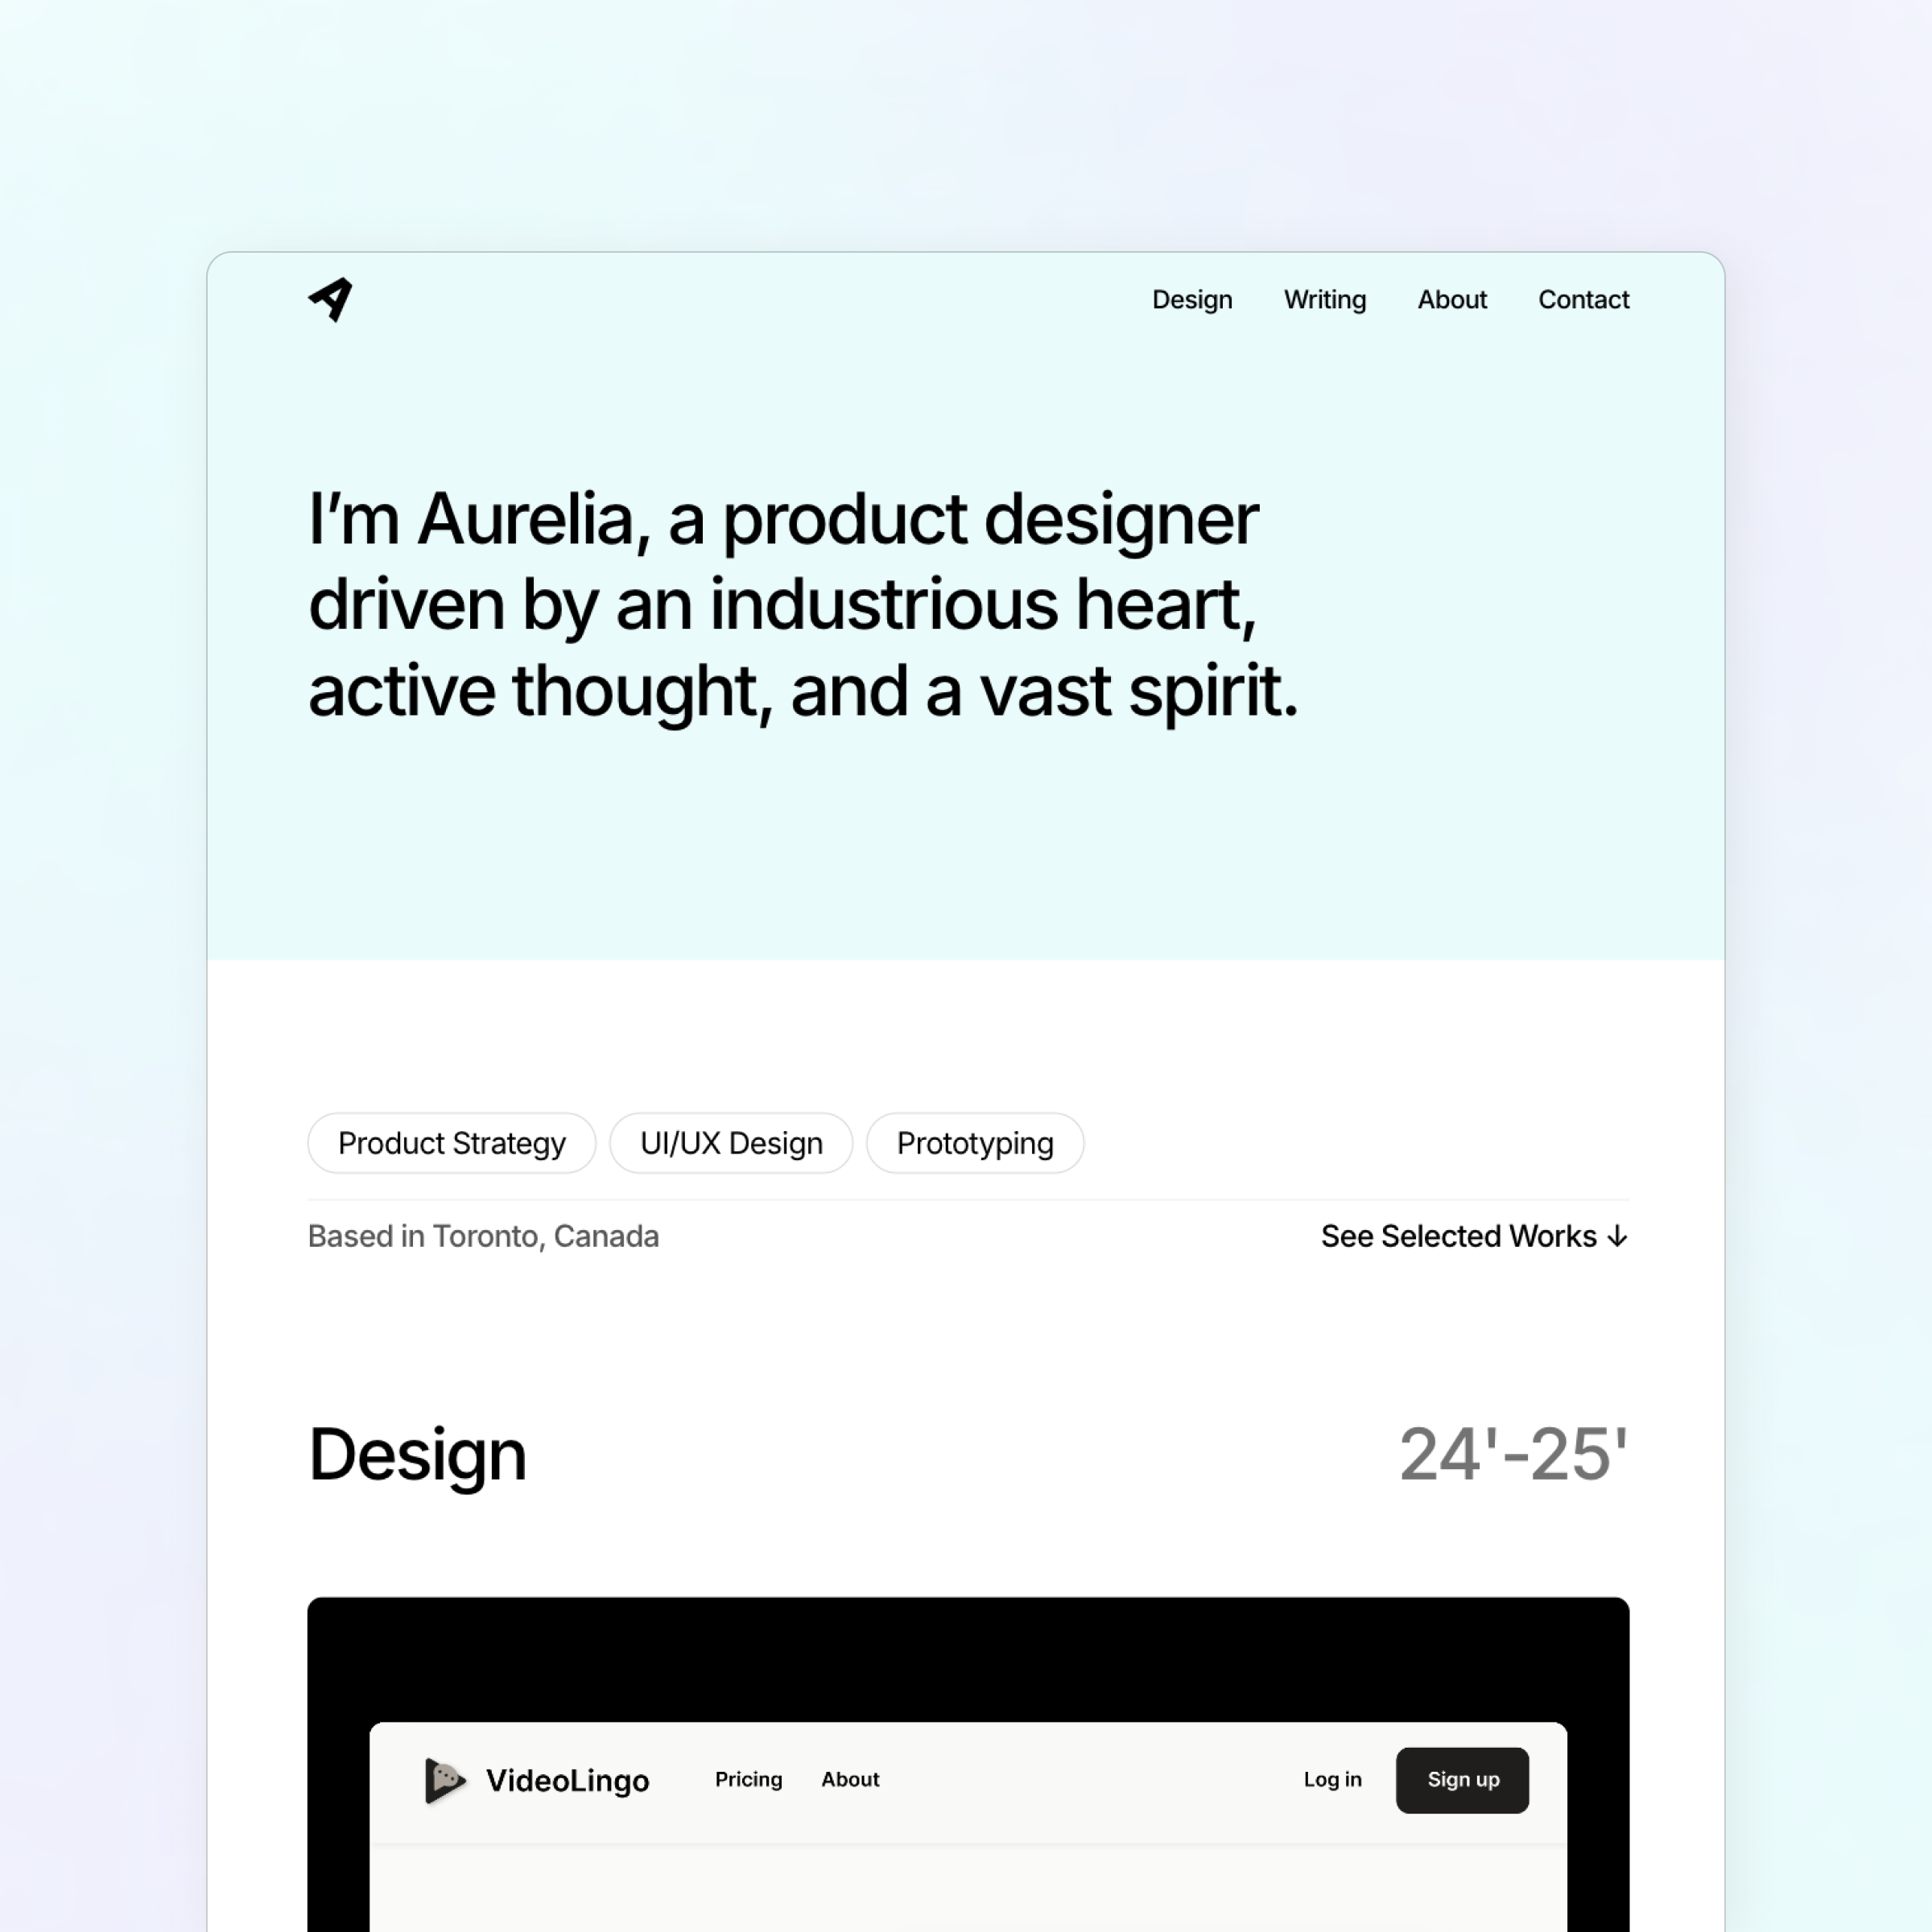 A
Design Writing About Contact
I’m Aurelia, a product designer
driven by an industrious heart,
active thought, and a vast spirit.
Product Strategy UI/UX Design Prototyping
Based in Toronto, Canada See Selected Works ↓
Design 24'-25'
VideoLingo Pricing About Log in Sign up